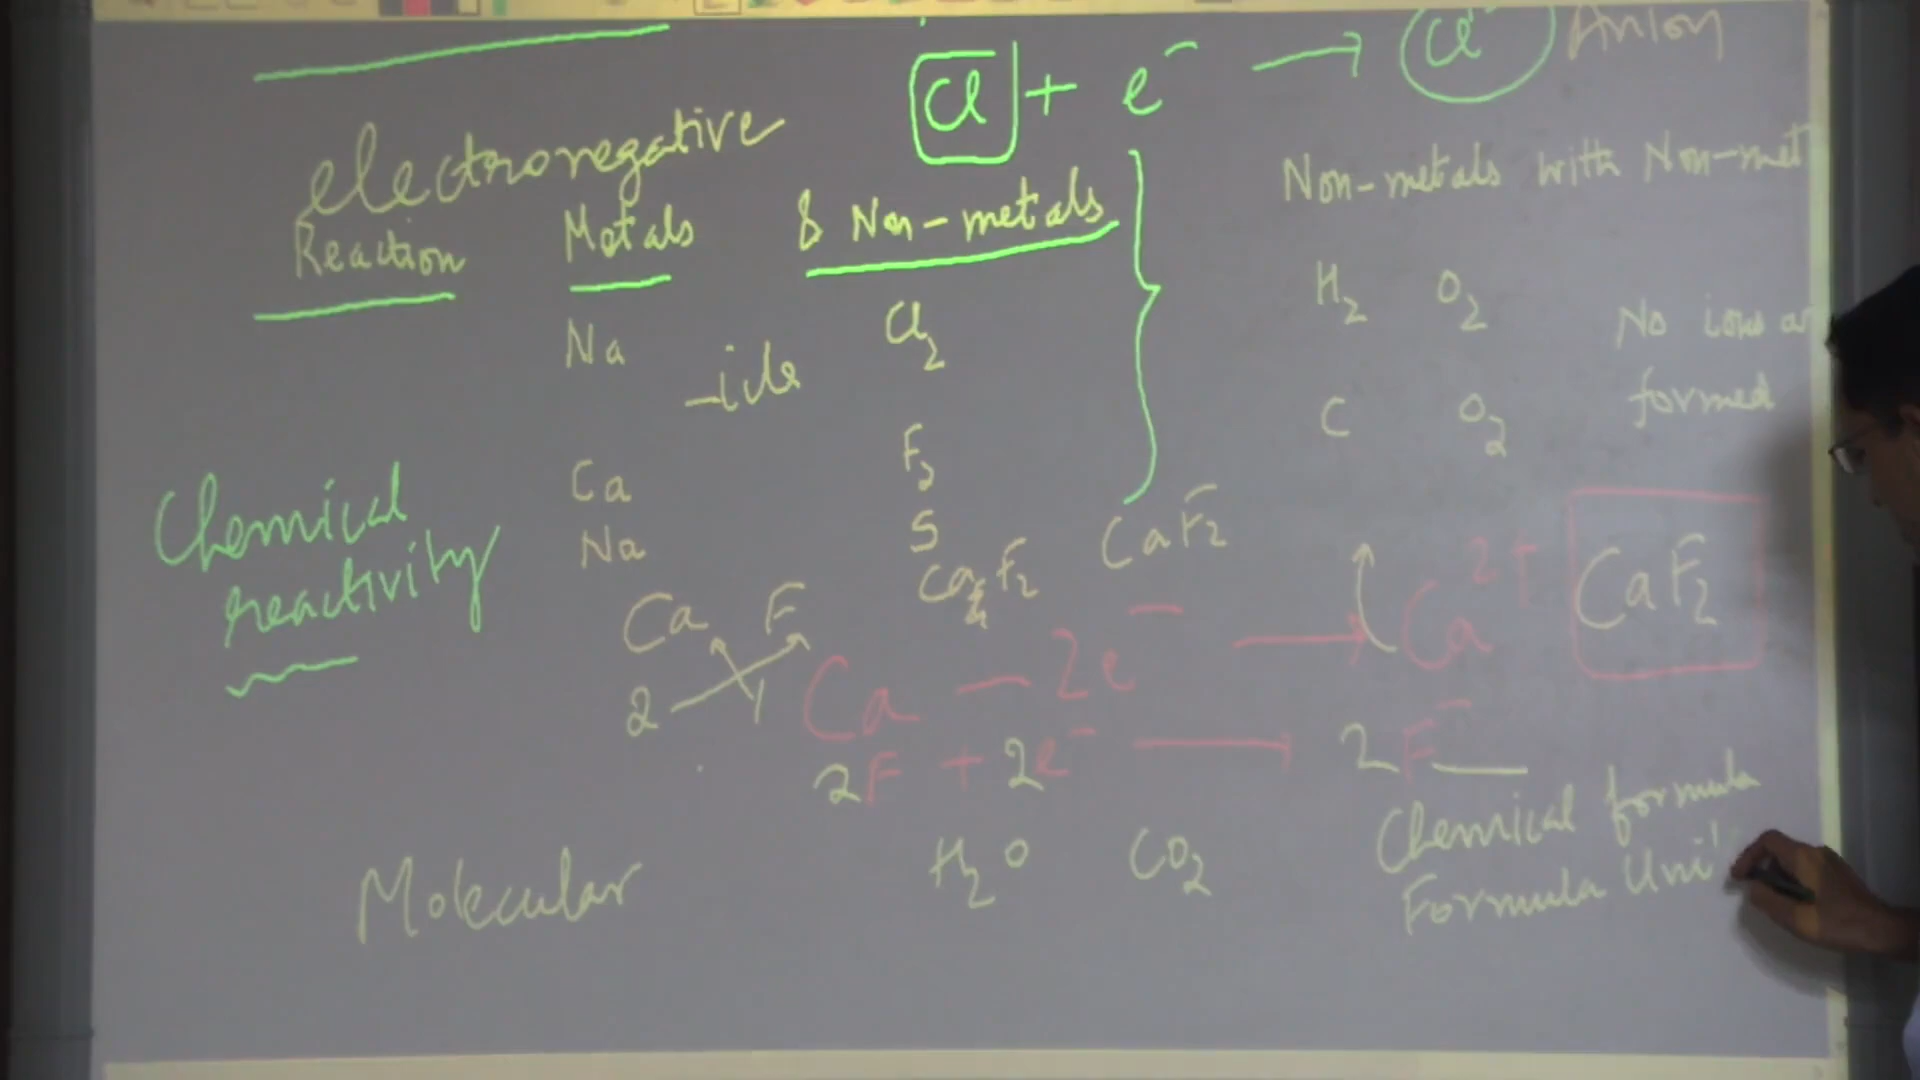 Cl + e⁻ → Cl⁻ Anion
electronegative
Reaction Metals & Non-metals
Non-metals with Non-met
Na -ide Cl₂
H₂ O₂
No ions ar
formed
C O₂
Ca F₂
Na S
Chemical
reactivity
Ca F
2 1
F₂
CaF₂
Ca - 2e⁻ → Ca²⁺
CaF₂
2F + 2e⁻ → 2F⁻
Molecular
H₂O CO₂
Chemical formula
Formula Unit